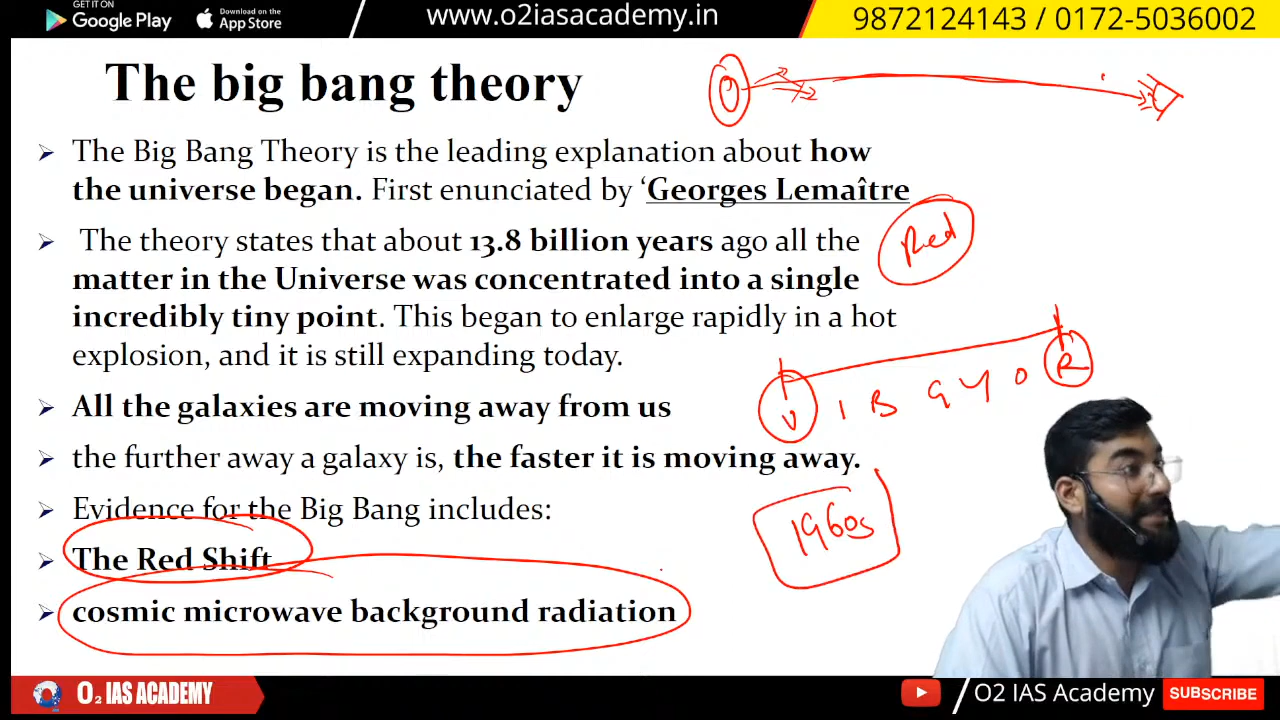 GET IT ON
Google Play
Download on the
App Store
www.o2iasacademy.in
9872124143 / 0172-5036002
The big bang theory
The Big Bang Theory is the leading explanation about how
the universe began. First enunciated by ‘Georges Lemaître
Red
The theory states that about 13.8 billion years ago all the
matter in the Universe was concentrated into a single
incredibly tiny point. This began to enlarge rapidly in a hot
explosion, and it is still expanding today.
V I B G Y O R
All the galaxies are moving away from us
the further away a galaxy is, the faster it is moving away.
Evidence for the Big Bang includes:
1960s
The Red Shift
cosmic microwave background radiation
O2 IAS ACADEMY
O2 IAS Academy
SUBSCRIBE